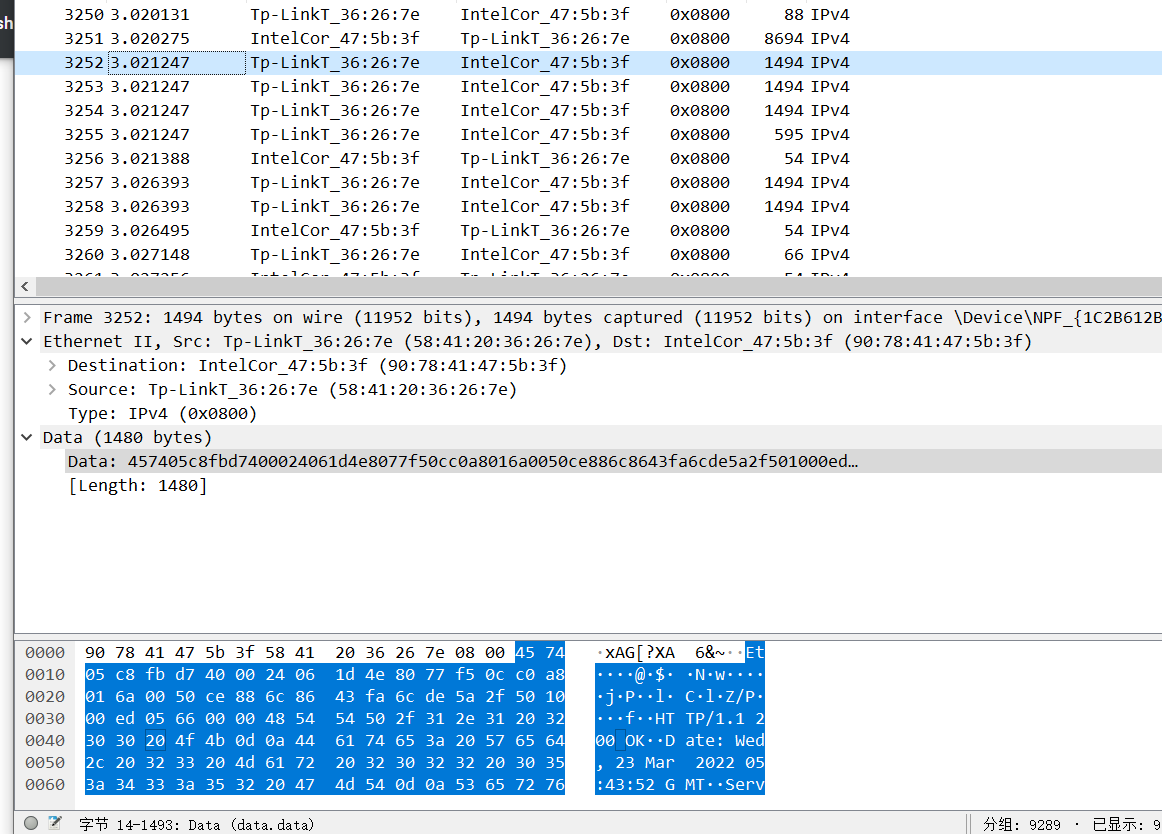 sh
3250 3.020131 Tp-LinkT_36:26:7e IntelCor_47:5b:3f 0x0800 88 IPv4
3251 3.020275 IntelCor_47:5b:3f Tp-LinkT_36:26:7e 0x0800 8694 IPv4
3252 3.021247 Tp-LinkT_36:26:7e IntelCor_47:5b:3f 0x0800 1494 IPv4
3253 3.021247 Tp-LinkT_36:26:7e IntelCor_47:5b:3f 0x0800 1494 IPv4
3254 3.021247 Tp-LinkT_36:26:7e IntelCor_47:5b:3f 0x0800 1494 IPv4
3255 3.021247 Tp-LinkT_36:26:7e IntelCor_47:5b:3f 0x0800 595 IPv4
3256 3.021388 IntelCor_47:5b:3f Tp-LinkT_36:26:7e 0x0800 54 IPv4
3257 3.026393 Tp-LinkT_36:26:7e IntelCor_47:5b:3f 0x0800 1494 IPv4
3258 3.026393 Tp-LinkT_36:26:7e IntelCor_47:5b:3f 0x0800 1494 IPv4
3259 3.026495 IntelCor_47:5b:3f Tp-LinkT_36:26:7e 0x0800 54 IPv4
3260 3.027148 Tp-LinkT_36:26:7e IntelCor_47:5b:3f 0x0800 66 IPv4
Frame 3252: 1494 bytes on wire (11952 bits), 1494 bytes captured (11952 bits) on interface \Device\NPF_{1C2B612B
Ethernet II, Src: Tp-LinkT_36:26:7e (58:41:20:36:26:7e), Dst: IntelCor_47:5b:3f (90:78:41:47:5b:3f)
Destination: IntelCor_47:5b:3f (90:78:41:47:5b:3f)
Source: Tp-LinkT_36:26:7e (58:41:20:36:26:7e)
Type: IPv4 (0x0800)
Data (1480 bytes)
Data: 457405c8fbd7400024061d4e8077f50cc0a8016a0050ce886c8643fa6cde5a2f501000ed…
[Length: 1480]
0000 90 78 41 47 5b 3f 58 41 20 36 26 7e 08 00 45 74 ·xAG[?XA 6&~··Et
0010 05 c8 fb d7 40 00 24 06 1d 4e 80 77 f5 0c c0 a8 ····@·$· ·N·w····
0020 01 6a 00 50 ce 88 6c 86 43 fa 6c de 5a 2f 50 10 ·j·P··l· C·l·Z/P·
0030 00 ed 05 66 00 00 48 54 54 50 2f 31 2e 31 20 32 ···f··HT TP/1.1 2
0040 30 30 20 4f 4b 0d 0a 44 61 74 65 3a 20 57 65 64 00 OK··D ate: Wed
0050 2c 20 32 33 20 4d 61 72 20 32 30 32 32 20 30 35 , 23 Mar 2022 05
0060 3a 34 33 3a 35 32 20 47 4d 54 0d 0a 53 65 72 76 :43:52 G MT··Serv
字节 14-1493: Data (data.data) 分组: 9289 · 已显示: 9